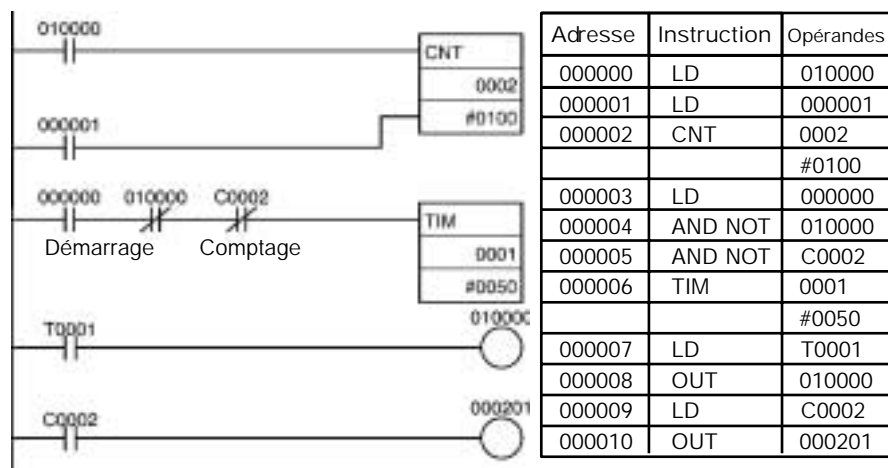 010000
CNT
0002
#0100
000001
000000 010000 C0002
TIM
Démarrage Comptage
0001
#0050
010000
T0001
000201
C0002
Adresse Instruction Opérandes
000000 LD 010000
000001 LD 000001
000002 CNT 0002
#0100
000003 LD 000000
000004 AND NOT 010000
000005 AND NOT C0002
000006 TIM 0001
#0050
000007 LD T0001
000008 OUT 010000
000009 LD C0002
000010 OUT 000201